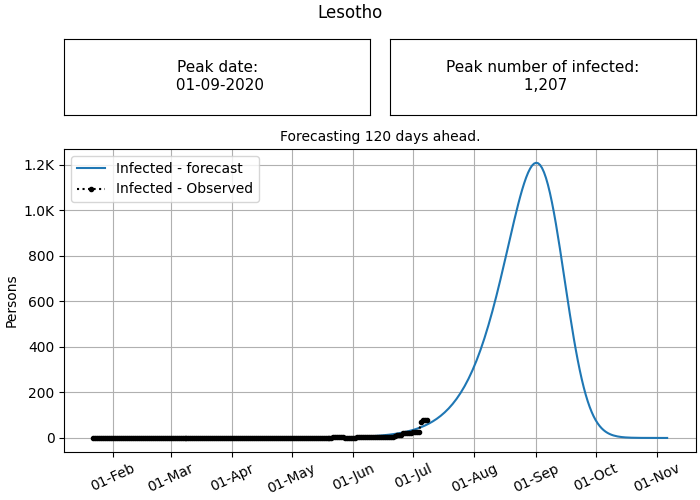 Lesotho
Peak date:
01-09-2020
Peak number of infected:
1,207
Forecasting 120 days ahead.
Infected - forecast
Infected - Observed
1.2K
1.0K
800
600
400
200
0
Persons
01-Feb
01-Mar
01-Apr
01-May
01-Jun
01-Jul
01-Aug
01-Sep
01-Oct
01-Nov